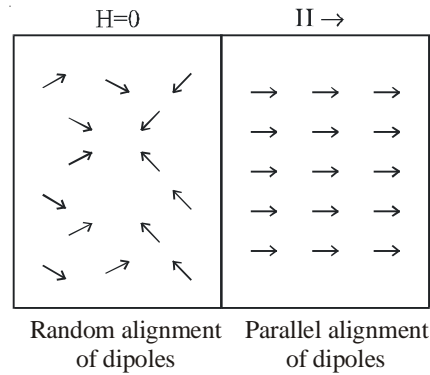 H=0
II →
Random alignment
of dipoles
Parallel alignment
of dipoles